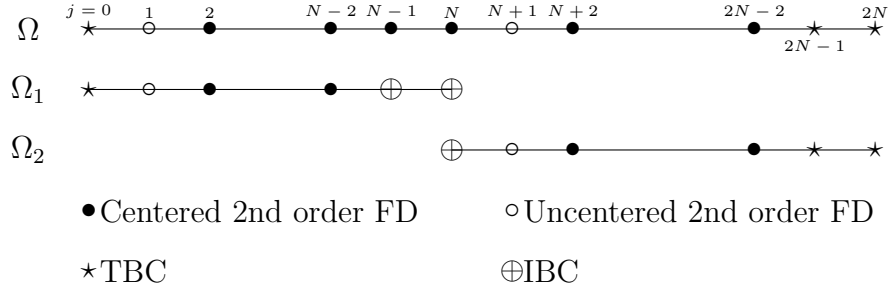 Ω j = 0 1 2 N − 2 N − 1 N N + 1 N + 2 2N − 2 2N − 1 2N
Ω₁
Ω₂
● Centered 2nd order FD ○ Uncentered 2nd order FD
⋆ TBC ⊕ IBC